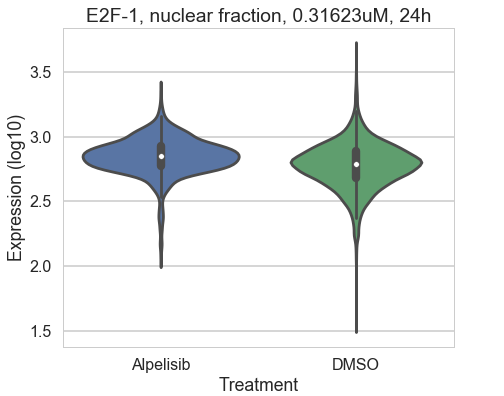 E2F-1, nuclear fraction, 0.31623uM, 24h
Expression (log10)
3.5
3.0
2.5
2.0
1.5
Alpelisib
DMSO
Treatment